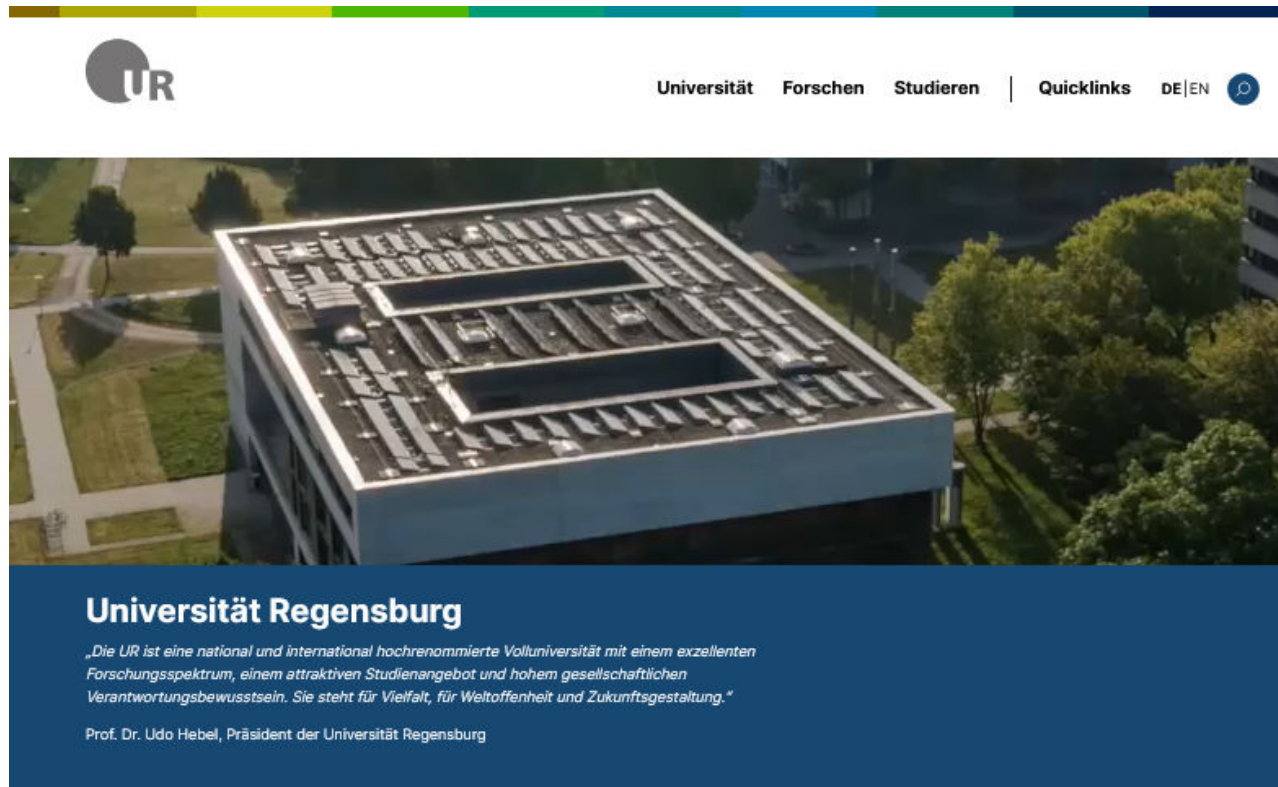 UR
Universität Forschen Studieren | Quicklinks DE|EN
Universität Regensburg
„Die UR ist eine national und international hochrenommierte Volluniversität mit einem exzellenten
Forschungsspektrum, einem attraktiven Studienangebot und hohem gesellschaftlichen
Verantwortungsbewusstsein. Sie steht für Vielfalt, für Weltoffenheit und Zukunftsgestaltung.“
Prof. Dr. Udo Hebel, Präsident der Universität Regensburg